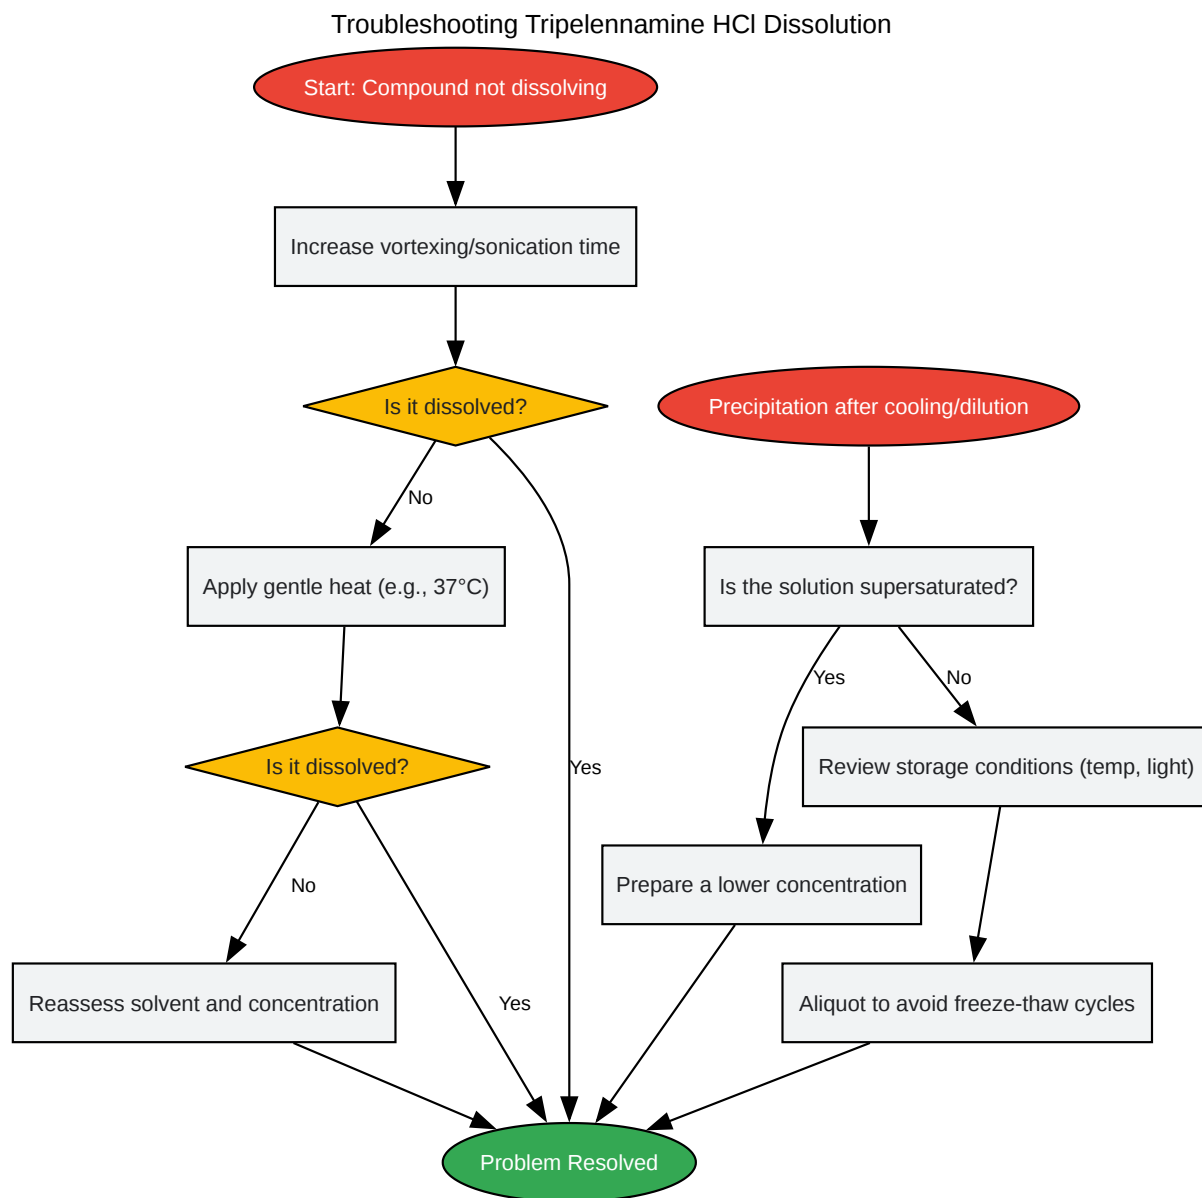 Troubleshooting Tripelennamine HCl Dissolution
Start: Compound not dissolving
Increase vortexing/sonication time
Is it dissolved?
Precipitation after cooling/dilution
No
Apply gentle heat (e.g., 37°C)
Is the solution supersaturated?
Yes
No
Is it dissolved?
Yes
Review storage conditions (temp, light)
No
Prepare a lower concentration
Reassess solvent and concentration
Yes
Aliquot to avoid freeze-thaw cycles
Problem Resolved